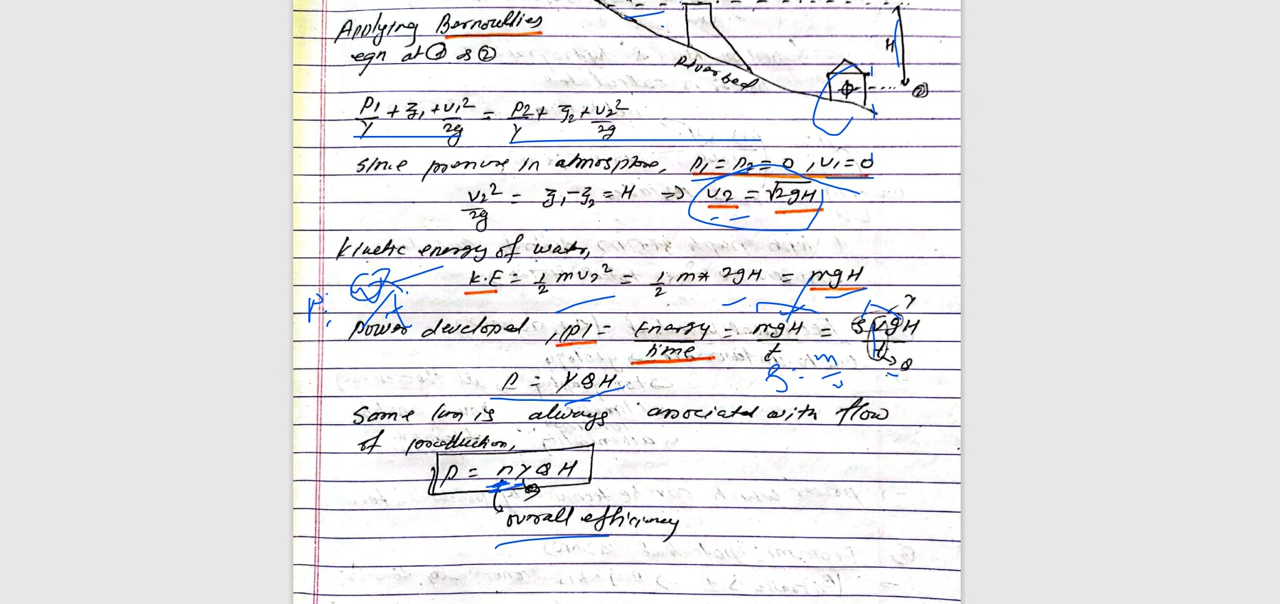 Applying Bernoullies
eqn at ① & ②
River bed
H
②
P1/γ + z1 + v1²/2g = P2/γ + z2 + v2²/2g
since pressure in atmosphere, P1 = P2 = 0, v1 = 0
v2²/2g = z1 - z2 = H => v2 = √2gH
Kinetic energy of water,
K.E = 1/2 mv2² = 1/2 m* 2gH = mgH
power developed, (P) = Energy/time = mgH/t = ρVgH/t
γ
Q
ρ = m/v
P = γQH
Some loss is always associated with flow
of production,
P = ηγQH
overall efficiency